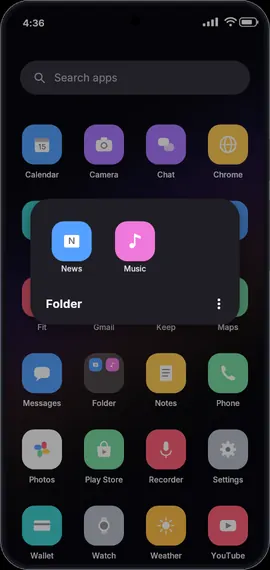 4:36
Search apps
15
Calendar Camera Chat Chrome
N
News Music
Folder
Fit Gmail Keep Maps
Messages Folder Notes Phone
Photos Play Store Recorder Settings
Wallet Watch Weather YouTube